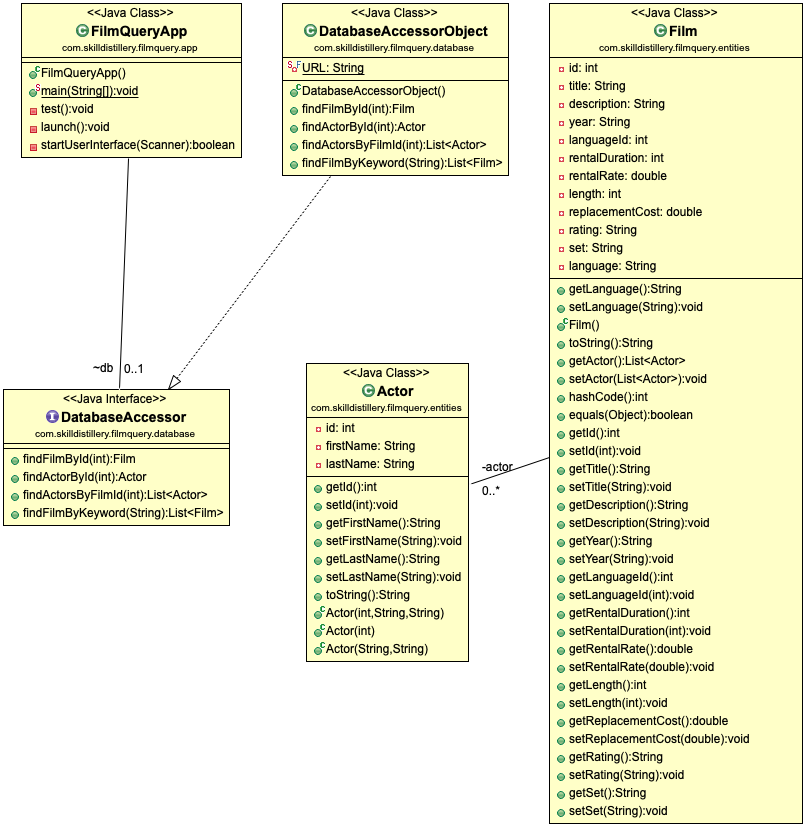 <<Java Class>>
FilmQueryApp
com.skilldistillery.filmquery.app
FilmQueryApp()
main(String[]):void
test():void
launch():void
startUserInterface(Scanner):boolean
<<Java Class>>
DatabaseAccessorObject
com.skilldistillery.filmquery.database
URL: String
DatabaseAccessorObject()
findFilmById(int):Film
findActorById(int):Actor
findActorsByFilmId(int):List<Actor>
findFilmByKeyword(String):List<Film>
<<Java Class>>
Film
com.skilldistillery.filmquery.entities
id: int
title: String
description: String
year: String
languageId: int
rentalDuration: int
rentalRate: double
length: int
replacementCost: double
rating: String
set: String
language: String
getLanguage():String
setLanguage(String):void
Film()
toString():String
getActor():List<Actor>
setActor(List<Actor>):void
hashCode():int
equals(Object):boolean
getId():int
setId(int):void
getTitle():String
setTitle(String):void
getDescription():String
setDescription(String):void
getYear():String
setYear(String):void
getLanguageId():int
setLanguageId(int):void
getRentalDuration():int
setRentalDuration(int):void
getRentalRate():double
setRentalRate(double):void
getLength():int
setLength(int):void
getReplacementCost():double
setReplacementCost(double):void
getRating():String
setRating(String):void
getSet():String
setSet(String):void
~db 0..1
<<Java Interface>>
DatabaseAccessor
com.skilldistillery.filmquery.database
findFilmById(int):Film
findActorById(int):Actor
findActorsByFilmId(int):List<Actor>
findFilmByKeyword(String):List<Film>
<<Java Class>>
Actor
com.skilldistillery.filmquery.entities
id: int
firstName: String
lastName: String
getId():int
setId(int):void
getFirstName():String
setFirstName(String):void
getLastName():String
setLastName(String):void
toString():String
Actor(int,String,String)
Actor(int)
Actor(String,String)
-actor
0..*